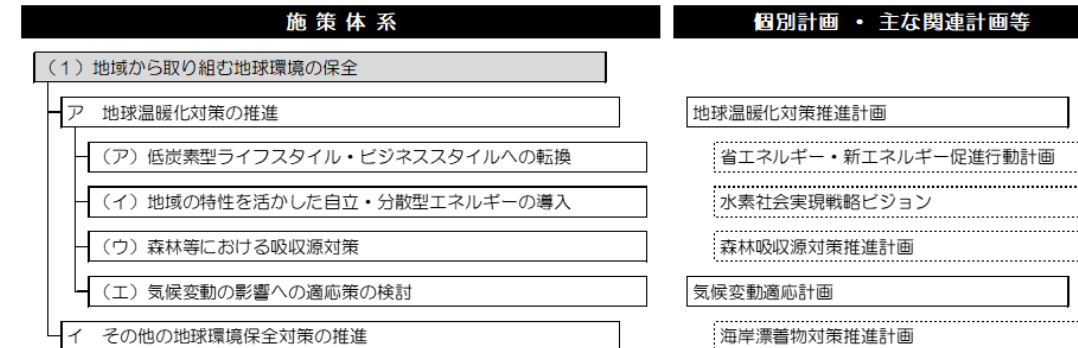 施策体系　個別計画 ・ 主な関連計画等
（１）地域から取り組む地球環境の保全
ア　地球温暖化対策の推進　地球温暖化対策推進計画
（ア）低炭素型ライフスタイル・ビジネススタイルへの転換　省エネルギー・新エネルギー促進行動計画
（イ）地域の特性を活かした自立・分散型エネルギーの導入　水素社会実現戦略ビジョン
（ウ）森林等における吸収源対策　森林吸収源対策推進計画
（エ）気候変動の影響への適応策の検討　気候変動適応計画
イ　その他の地球環境保全対策の推進　海岸漂着物対策推進計画